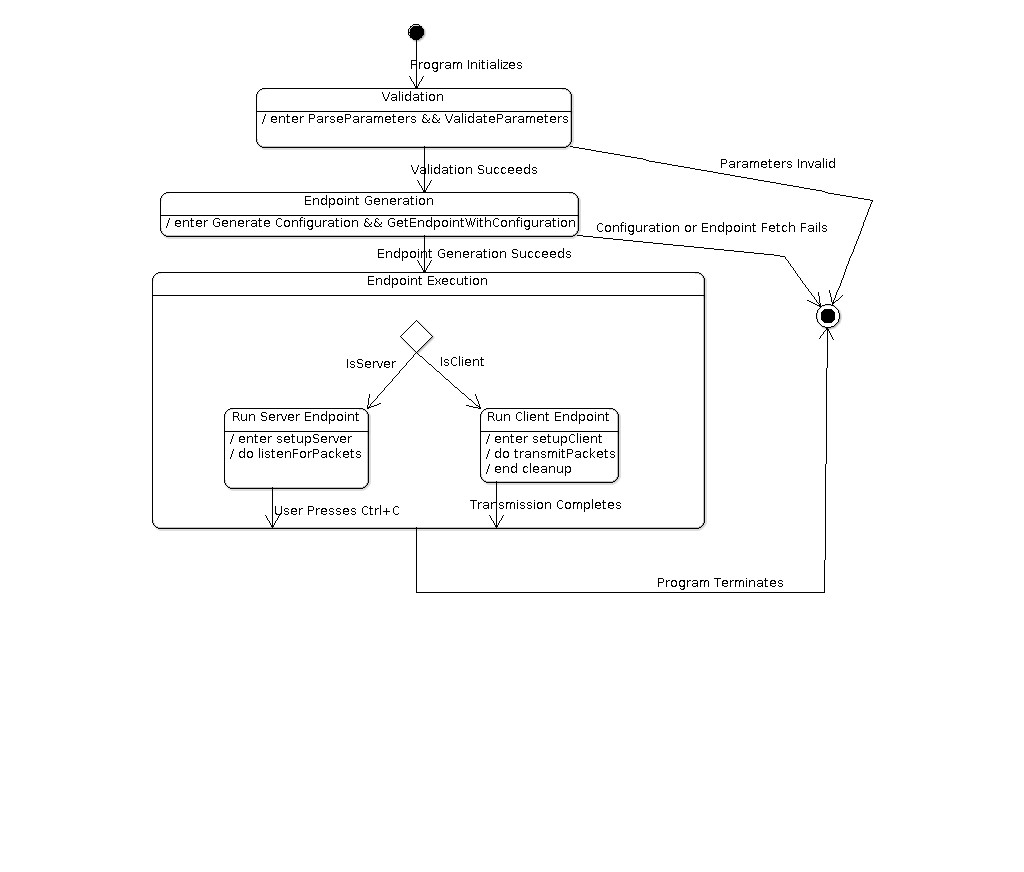 Program Initializes
Validation
/ enter ParseParameters && ValidateParameters
Parameters Invalid
Validation Succeeds
Endpoint Generation
/ enter Generate Configuration && GetEndpointWithConfiguration
Configuration or Endpoint Fetch Fails
Endpoint Generation Succeeds
Endpoint Execution
IsServer
IsClient
Run Server Endpoint
/ enter setupServer
/ do listenForPackets
Run Client Endpoint
/ enter setupClient
/ do transmitPackets
/ end cleanup
User Presses Ctrl+C
Transmission Completes
Program Terminates